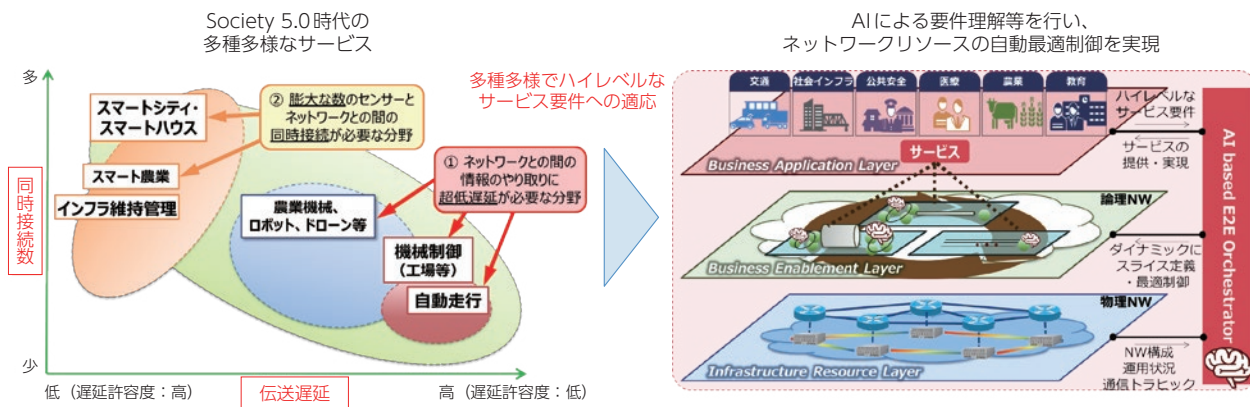 Society 5.0時代の
多種多様なサービス
多
少
同時接続数
スマートシティ・
スマートハウス
スマート農業
インフラ維持管理
② 膨大な数のセンサーと
ネットワークとの間の
同時接続が必要な分野
① ネットワークとの間の
情報のやり取りに
超低遅延が必要な分野
農業機械、
ロボット、ドローン等
機械制御
(工場等)
自動走行
低（遅延許容度：高）
伝送遅延
高（遅延許容度：低）
多種多様でハイレベルな
サービス要件への適応
AIによる要件理解等を行い、
ネットワークリソースの自動最適制御を実現
交通
社会インフラ
公共安全
医療
農業
教育
サービス
Business Application Layer
ハイレベルな
サービス要件
サービスの
提供・実現
論理NW
Business Enablement Layer
ダイナミックに
スライス定義
・最適制御
物理NW
Infrastructure Resource Layer
NW構成
運用状況
通信トラヒック
AI based E2E Orchestrator